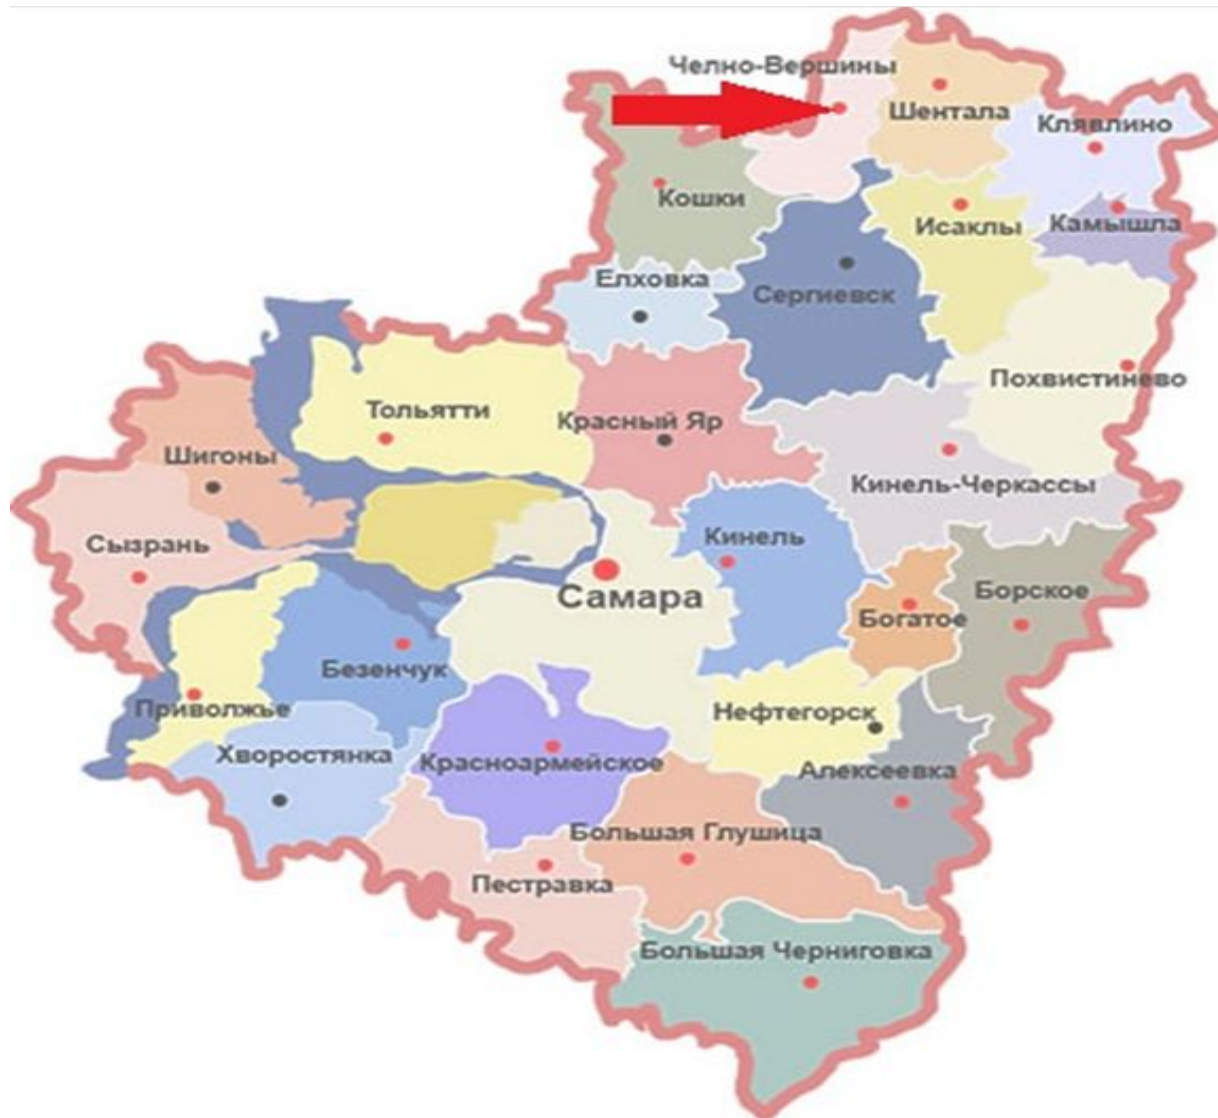 Челно-Вершины
Шентала
Клявлино
Кошки
Исаклы
Камышла
Елховка
Сергиевск
Похвистинево
Тольятти
Красный Яр
Шигоны
Кинель-Черкассы
Сызрань
Кинель
Самара
Борское
Богатое
Безенчук
Приволжье
Нефтегорск
Хворостянка
Красноармейское
Алексеевка
Большая Глушица
Пестравка
Большая Черниговка